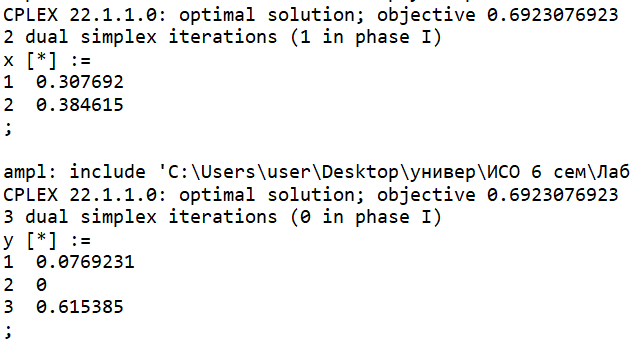 CPLEX 22.1.1.0: optimal solution; objective 0.6923076923
2 dual simplex iterations (1 in phase I)
x [*] :=
1  0.307692
2  0.384615
;
ampl: include 'C:\Users\user\Desktop\универ\ИСО 6 сем\Лаб
CPLEX 22.1.1.0: optimal solution; objective 0.6923076923
3 dual simplex iterations (0 in phase I)
y [*] :=
1  0.0769231
2  0
3  0.615385
;